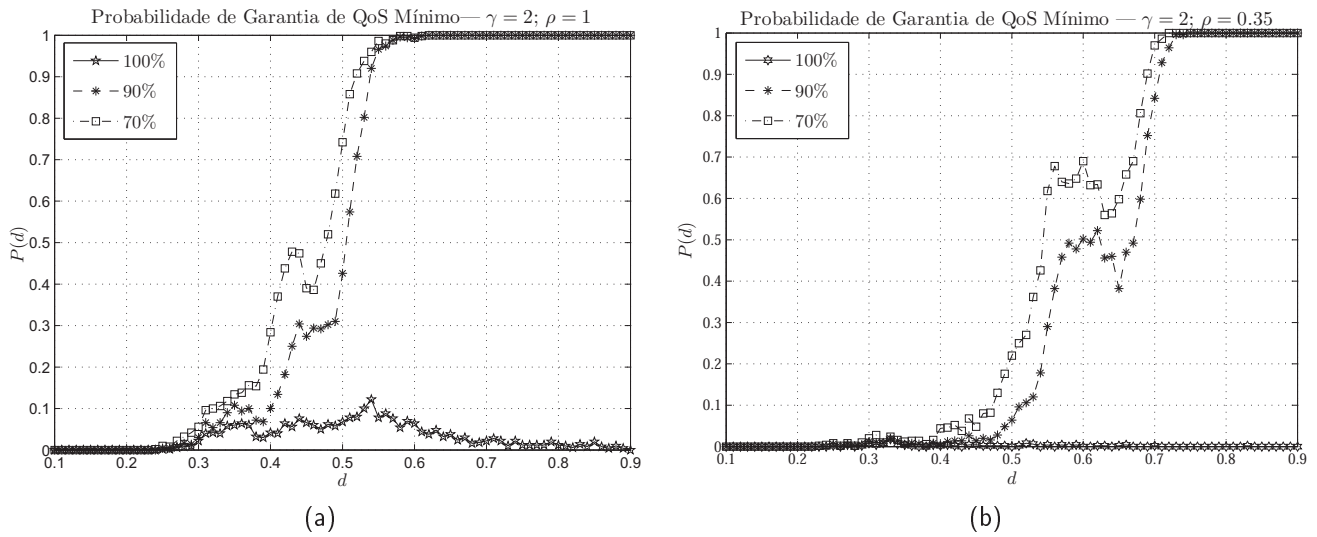 Probabilidade de Garantia de QoS Mínimo— γ = 2; ρ = 1
1
0.9
0.8
0.7
0.6
0.5
0.4
0.3
0.2
0.1
0
P(d)
100%
90%
70%
0.1 0.2 0.3 0.4 0.5 0.6 0.7 0.8 0.9
d
(a)
Probabilidade de Garantia de QoS Mínimo — γ = 2; ρ = 0.35
1
0.9
0.8
0.7
0.6
0.5
0.4
0.3
0.2
0.1
0
P(d)
100%
90%
70%
0.1 0.2 0.3 0.4 0.5 0.6 0.7 0.8 0.9
d
(b)